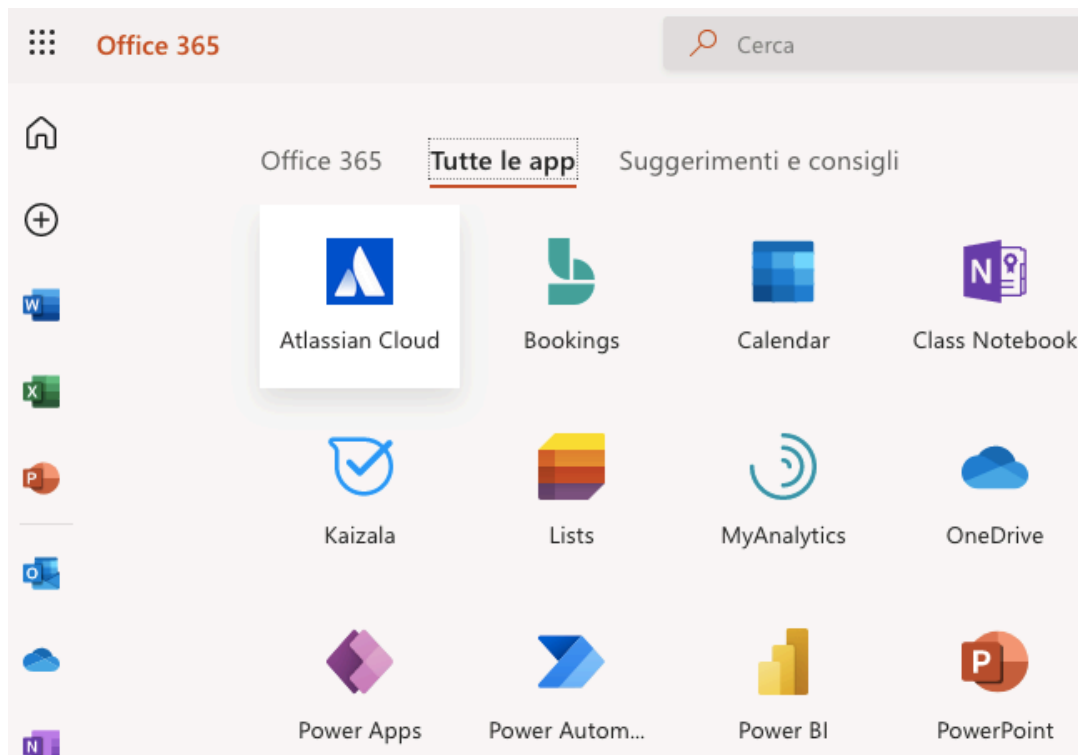 Office 365
Cerca
Office 365 Tutte le app Suggerimenti e consigli
Atlassian Cloud Bookings Calendar Class Notebook
Kaizala Lists MyAnalytics OneDrive
Power Apps Power Autom... Power BI PowerPoint